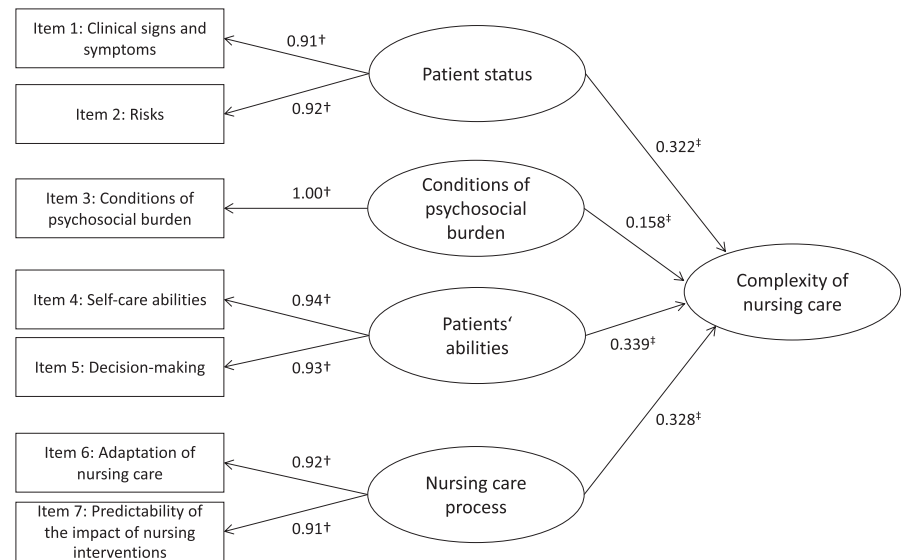 Item 1: Clinical signs and
symptoms
0.91†
Patient status
Item 2: Risks
0.92†
0.322‡
Item 3: Conditions of
psychosocial burden
1.00†
Conditions of
psychosocial
burden
0.158‡
Complexity of
nursing care
Item 4: Self-care abilities
0.94†
Patients‘
abilities
0.339‡
Item 5: Decision-making
0.93†
0.328‡
Item 6: Adaptation of
nursing care
0.92†
Nursing care
process
Item 7: Predictability of
the impact of nursing
interventions
0.91†